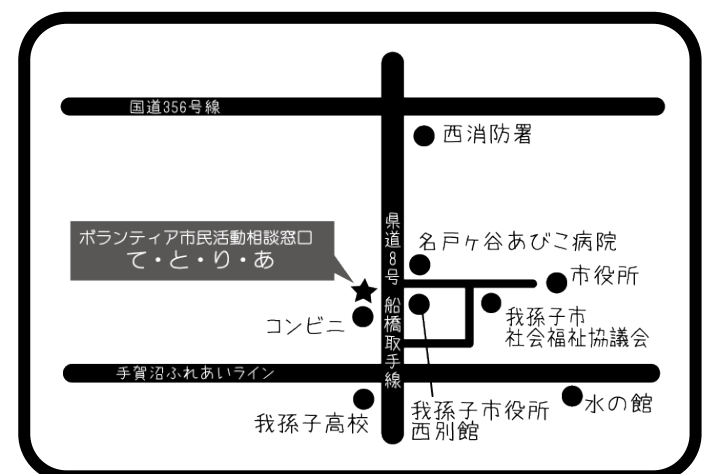 国道356号線
西消防署
県道8号 船橋取手線
ボランティア市民活動相談窓口
て・と・り・あ
名戸ヶ谷あびこ病院
市役所
コンビニ
我孫子市
社会福祉協議会
手賀沼ふれあいライン
我孫子高校
我孫子市役所
西別館
水の館